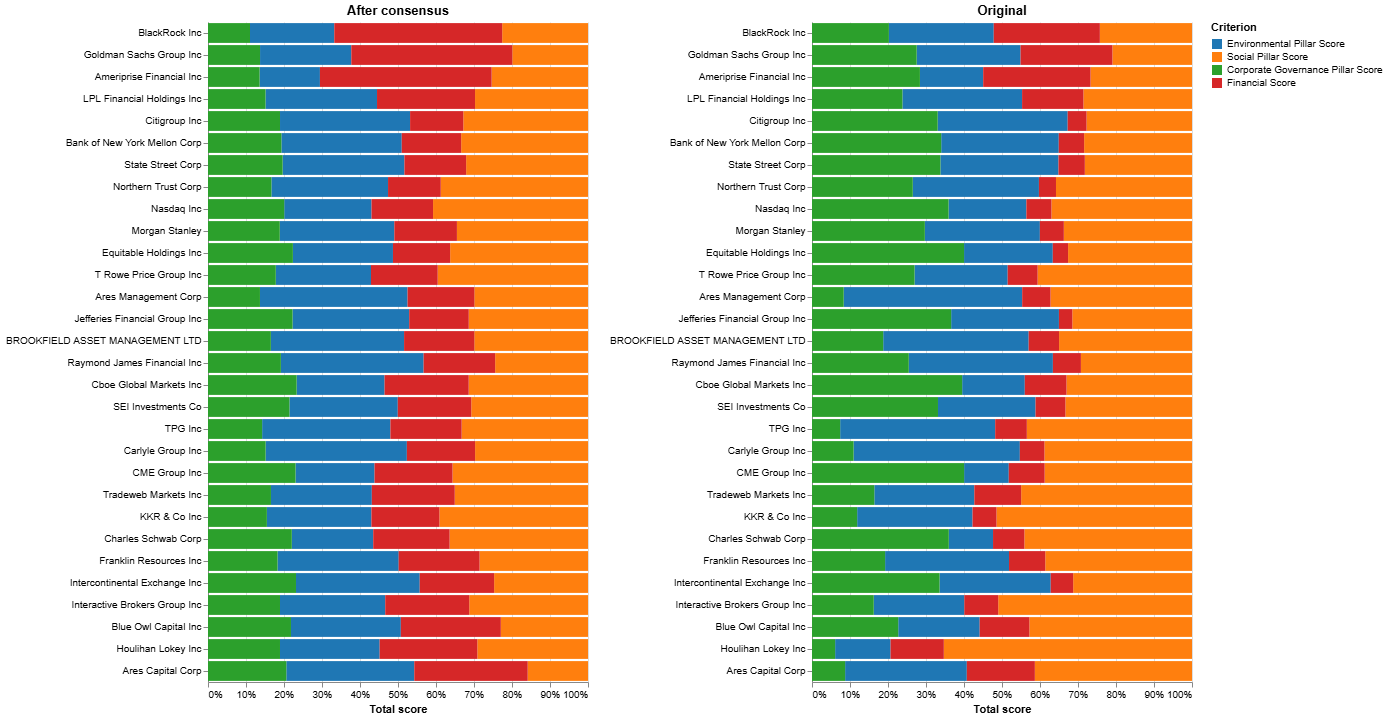 After consensus
BlackRock Inc
Goldman Sachs Group Inc
Ameriprise Financial Inc
LPL Financial Holdings Inc
Citigroup Inc
Bank of New York Mellon Corp
State Street Corp
Northern Trust Corp
Nasdaq Inc
Morgan Stanley
Equitable Holdings Inc
T Rowe Price Group Inc
Ares Management Corp
Jefferies Financial Group Inc
BROOKFIELD ASSET MANAGEMENT LTD
Raymond James Financial Inc
Cboe Global Markets Inc
SEI Investments Co
TPG Inc
Carlyle Group Inc
CME Group Inc
Tradeweb Markets Inc
KKR & Co Inc
Charles Schwab Corp
Franklin Resources Inc
Intercontinental Exchange Inc
Interactive Brokers Group Inc
Blue Owl Capital Inc
Houlihan Lokey Inc
Ares Capital Corp
0% 10% 20% 30% 40% 50% 60% 70% 80% 90% 100%
Total score
Original
BlackRock Inc
Goldman Sachs Group Inc
Ameriprise Financial Inc
LPL Financial Holdings Inc
Citigroup Inc
Bank of New York Mellon Corp
State Street Corp
Northern Trust Corp
Nasdaq Inc
Morgan Stanley
Equitable Holdings Inc
T Rowe Price Group Inc
Ares Management Corp
Jefferies Financial Group Inc
BROOKFIELD ASSET MANAGEMENT LTD
Raymond James Financial Inc
Cboe Global Markets Inc
SEI Investments Co
TPG Inc
Carlyle Group Inc
CME Group Inc
Tradeweb Markets Inc
KKR & Co Inc
Charles Schwab Corp
Franklin Resources Inc
Intercontinental Exchange Inc
Interactive Brokers Group Inc
Blue Owl Capital Inc
Houlihan Lokey Inc
Ares Capital Corp
0% 10% 20% 30% 40% 50% 60% 70% 80% 90% 100%
Total score
Criterion
Environmental Pillar Score
Social Pillar Score
Corporate Governance Pillar Score
Financial Score